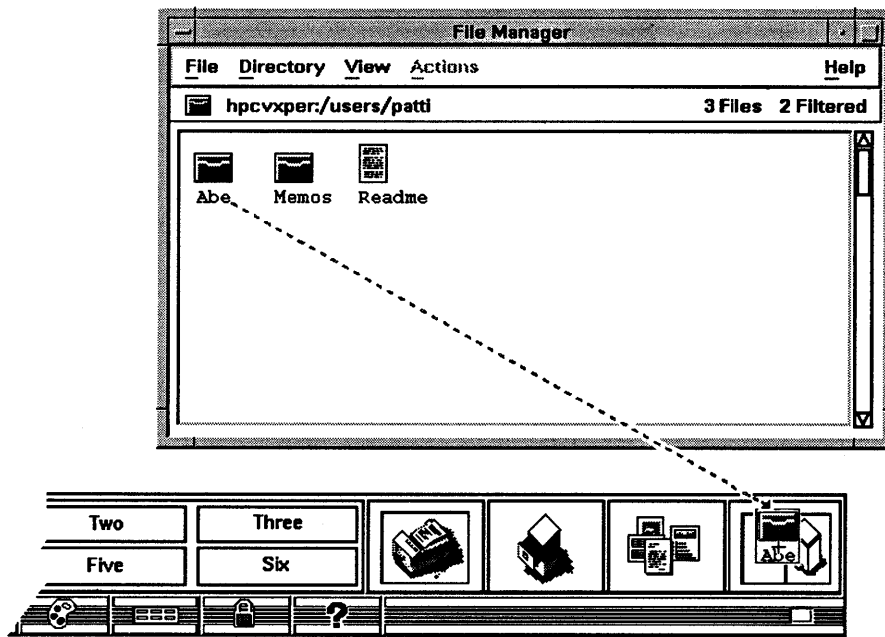 File Manager
File Directory View Actions Help
hpcvxper:/users/patti 3 Files 2 Filtered
Abe Memos Readme
Two Three
Five Six
Abe
?